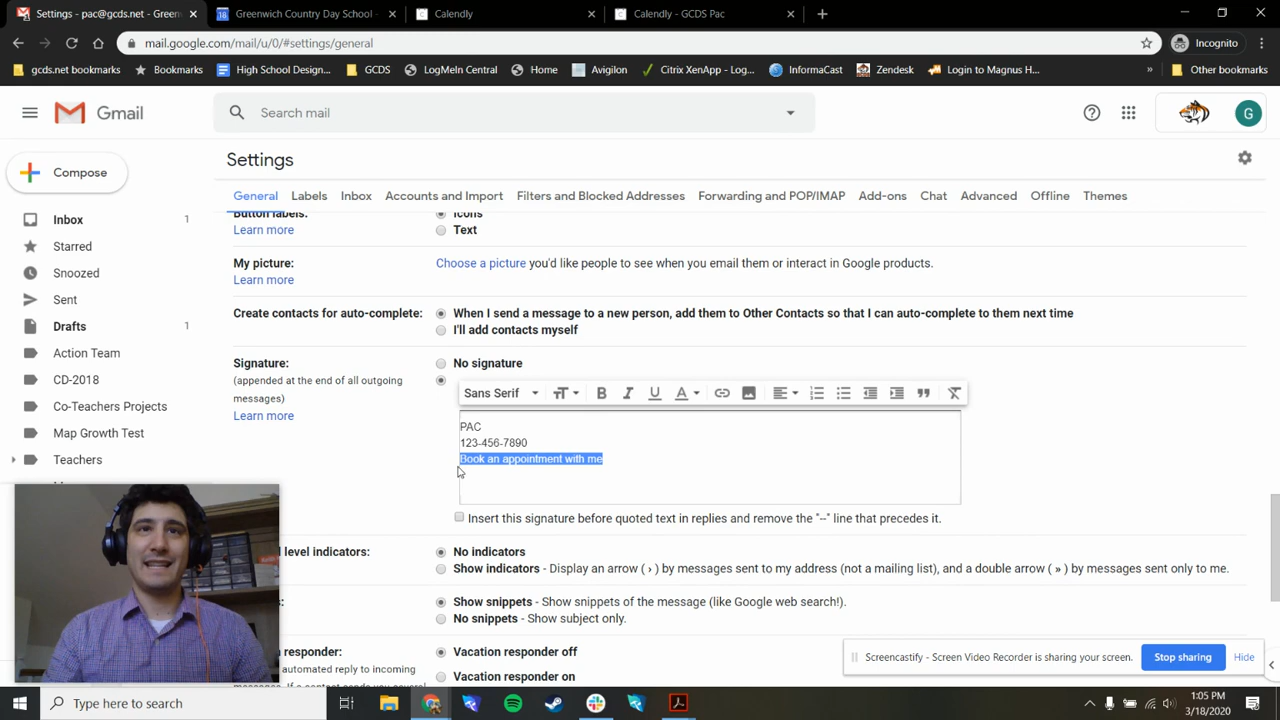 Settings - pac@gcds.net - Greenw
Greenwich Country Day School -
Calendly
Calendly - GCDS Pac
mail.google.com/mail/u/0/#settings/general
Incognito
gcds.net bookmarks
Bookmarks
High School Design...
GCDS
LogMeIn Central
Home
Avigilon
Citrix XenApp - Log...
InformaCast
Zendesk
Login to Magnus H...
»
Other bookmarks
Gmail
Search mail
G
Compose
Settings
General
Labels
Inbox
Accounts and Import
Filters and Blocked Addresses
Forwarding and POP/IMAP
Add-ons
Chat
Advanced
Offline
Themes
Inbox 1
Starred
Snoozed
Sent
Drafts 1
Action Team
CD-2018
Co-Teachers Projects
Map Growth Test
Teachers
Button labels:
Learn more
Icons
Text
My picture:
Learn more
Choose a picture you'd like people to see when you email them or interact in Google products.
Create contacts for auto-complete:
When I send a message to a new person, add them to Other Contacts so that I can auto-complete to them next time
I'll add contacts myself
Signature:
(appended at the end of all outgoing
messages)
Learn more
No signature
Sans Serif
PAC
123-456-7890
Book an appointment with me
Insert this signature before quoted text in replies and remove the "--" line that precedes it.
level indicators:
No indicators
Show indicators - Display an arrow ( › ) by messages sent to my address (not a mailing list), and a double arrow ( » ) by messages sent only to me.
Show snippets - Show snippets of the message (like Google web search!).
No snippets - Show subject only.
responder:
automated reply to incoming
Vacation responder off
Vacation responder on
Screencastify - Screen Video Recorder is sharing your screen.
Stop sharing
Hide
Type here to search
1:05 PM
3/18/2020